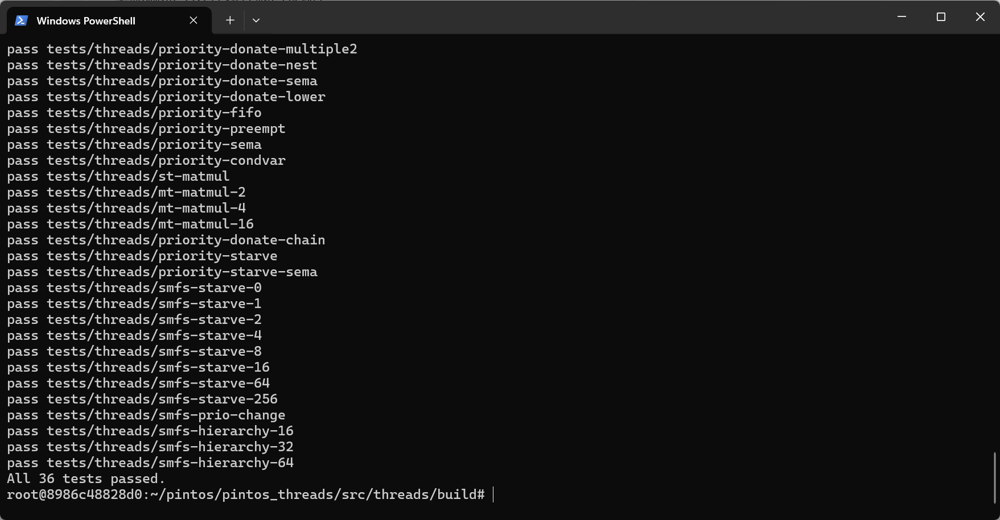 Windows PowerShell
pass tests/threads/priority-donate-multiple2
pass tests/threads/priority-donate-nest
pass tests/threads/priority-donate-sema
pass tests/threads/priority-donate-lower
pass tests/threads/priority-fifo
pass tests/threads/priority-preempt
pass tests/threads/priority-sema
pass tests/threads/priority-condvar
pass tests/threads/st-matmul
pass tests/threads/mt-matmul-2
pass tests/threads/mt-matmul-4
pass tests/threads/mt-matmul-16
pass tests/threads/priority-donate-chain
pass tests/threads/priority-starve
pass tests/threads/priority-starve-sema
pass tests/threads/smfs-starve-0
pass tests/threads/smfs-starve-1
pass tests/threads/smfs-starve-2
pass tests/threads/smfs-starve-4
pass tests/threads/smfs-starve-8
pass tests/threads/smfs-starve-16
pass tests/threads/smfs-starve-64
pass tests/threads/smfs-starve-256
pass tests/threads/smfs-prio-change
pass tests/threads/smfs-hierarchy-16
pass tests/threads/smfs-hierarchy-32
pass tests/threads/smfs-hierarchy-64
All 36 tests passed.
root@8986c48828d0:~/pintos/pintos_threads/src/threads/build#